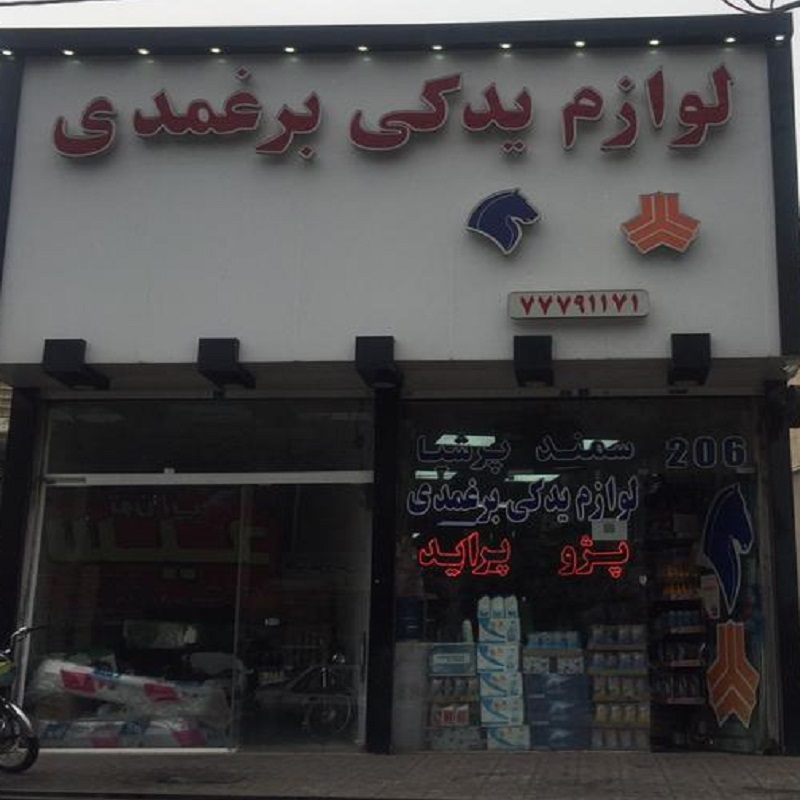 لوازم یدکی برغمدی
۷۷۷۹۱۱۷۱
206 سمند پرشیا
لوازم یدکی برغمدی
پژو پراید